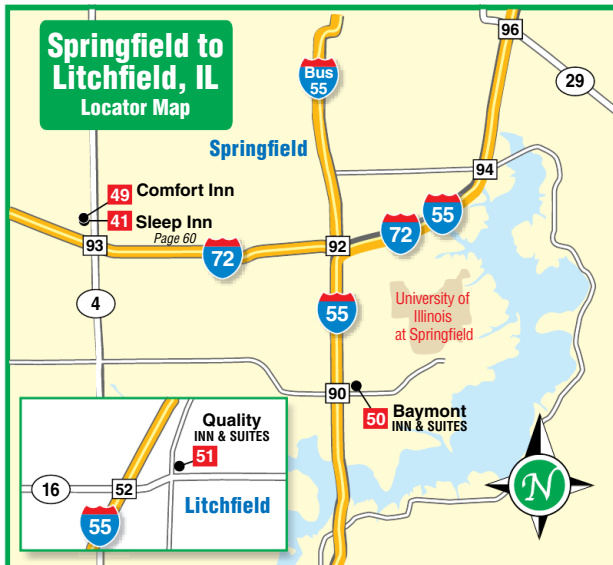 Springfield to
Litchfield, IL
Locator Map
96
29
Bus
55
Springfield
94
49 Comfort Inn
41 Sleep Inn
Page 60
93
72
92
72
55
4
55
University of
Illinois
at Springfield
90
50 Baymont
INN & SUITES
Quality
INN & SUITES
51
16
52
Litchfield
55
N